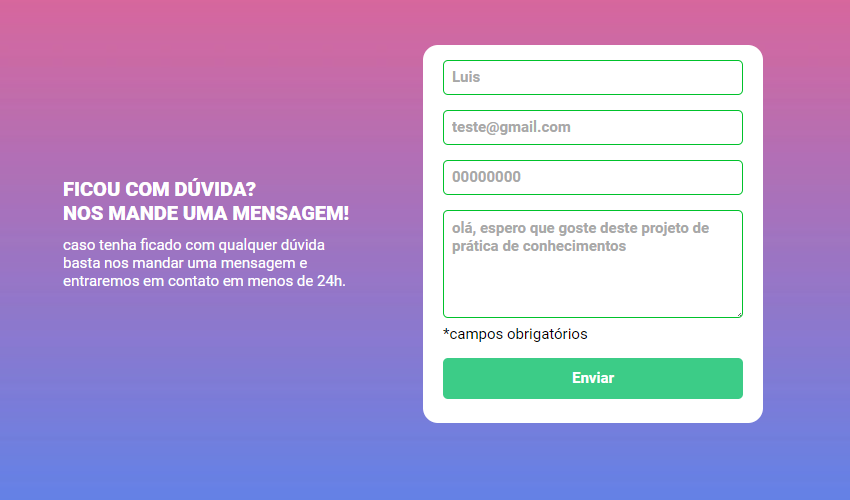 FICOU COM DÚVIDA?
NOS MANDE UMA MENSAGEM!
caso tenha ficado com qualquer dúvida
basta nos mandar uma mensagem e
entraremos em contato em menos de 24h.
Luis
teste@gmail.com
00000000
olá, espero que goste deste projeto de
prática de conhecimentos
*campos obrigatórios
Enviar